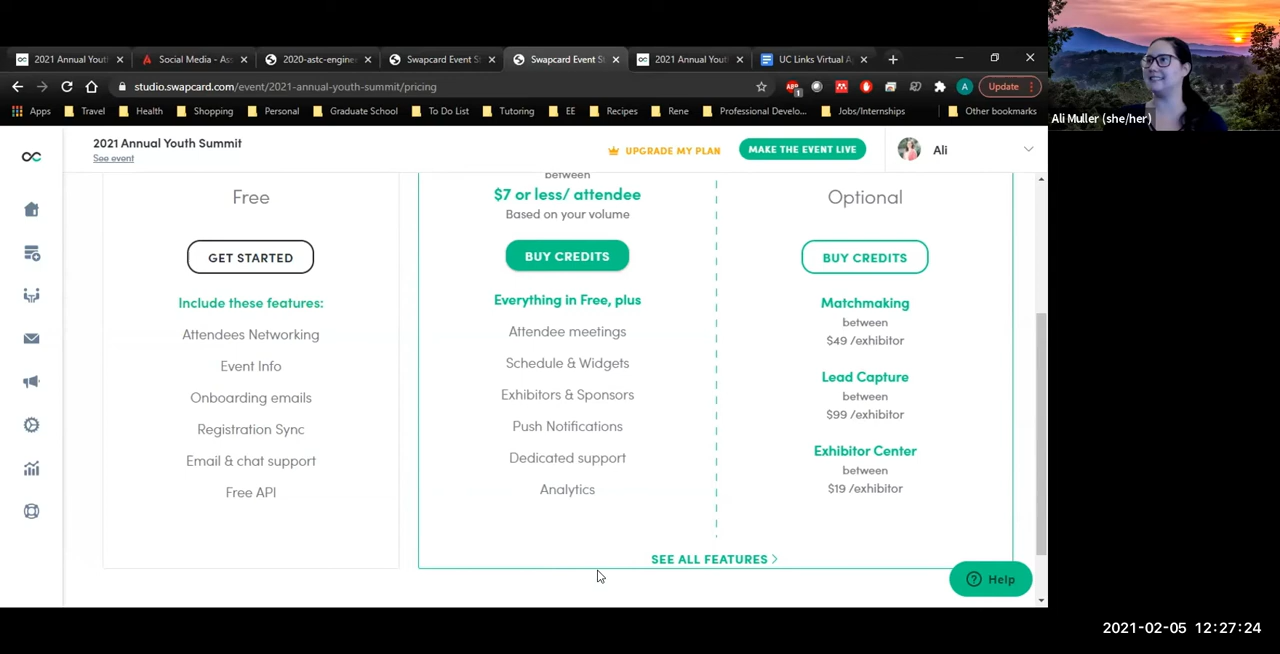 2021 Annual Yout
Social Media - Ass
2020-astc-engine
Swapcard Event S
Swapcard Event S
2021 Annual Yout
UC Links Virtual A
studio.swapcard.com/event/2021-annual-youth-summit/pricing
1
Update
Apps
Travel
Health
Shopping
Personal
Graduate School
To Do List
Tutoring
EE
Recipes
Rene
Professional Develo...
Jobs/Internships
Other bookmarks
Ali Muller (she/her)
2021 Annual Youth Summit
See event
UPGRADE MY PLAN
MAKE THE EVENT LIVE
Ali
Free
GET STARTED
Include these features:
Attendees Networking
Event Info
Onboarding emails
Registration Sync
Email & chat support
Free API
between
$7 or less/ attendee
Based on your volume
BUY CREDITS
Everything in Free, plus
Attendee meetings
Schedule & Widgets
Exhibitors & Sponsors
Push Notifications
Dedicated support
Analytics
Optional
BUY CREDITS
Matchmaking
between
$49 /exhibitor
Lead Capture
between
$99 /exhibitor
Exhibitor Center
between
$19 /exhibitor
SEE ALL FEATURES
Help
2021-02-05 12:27:24